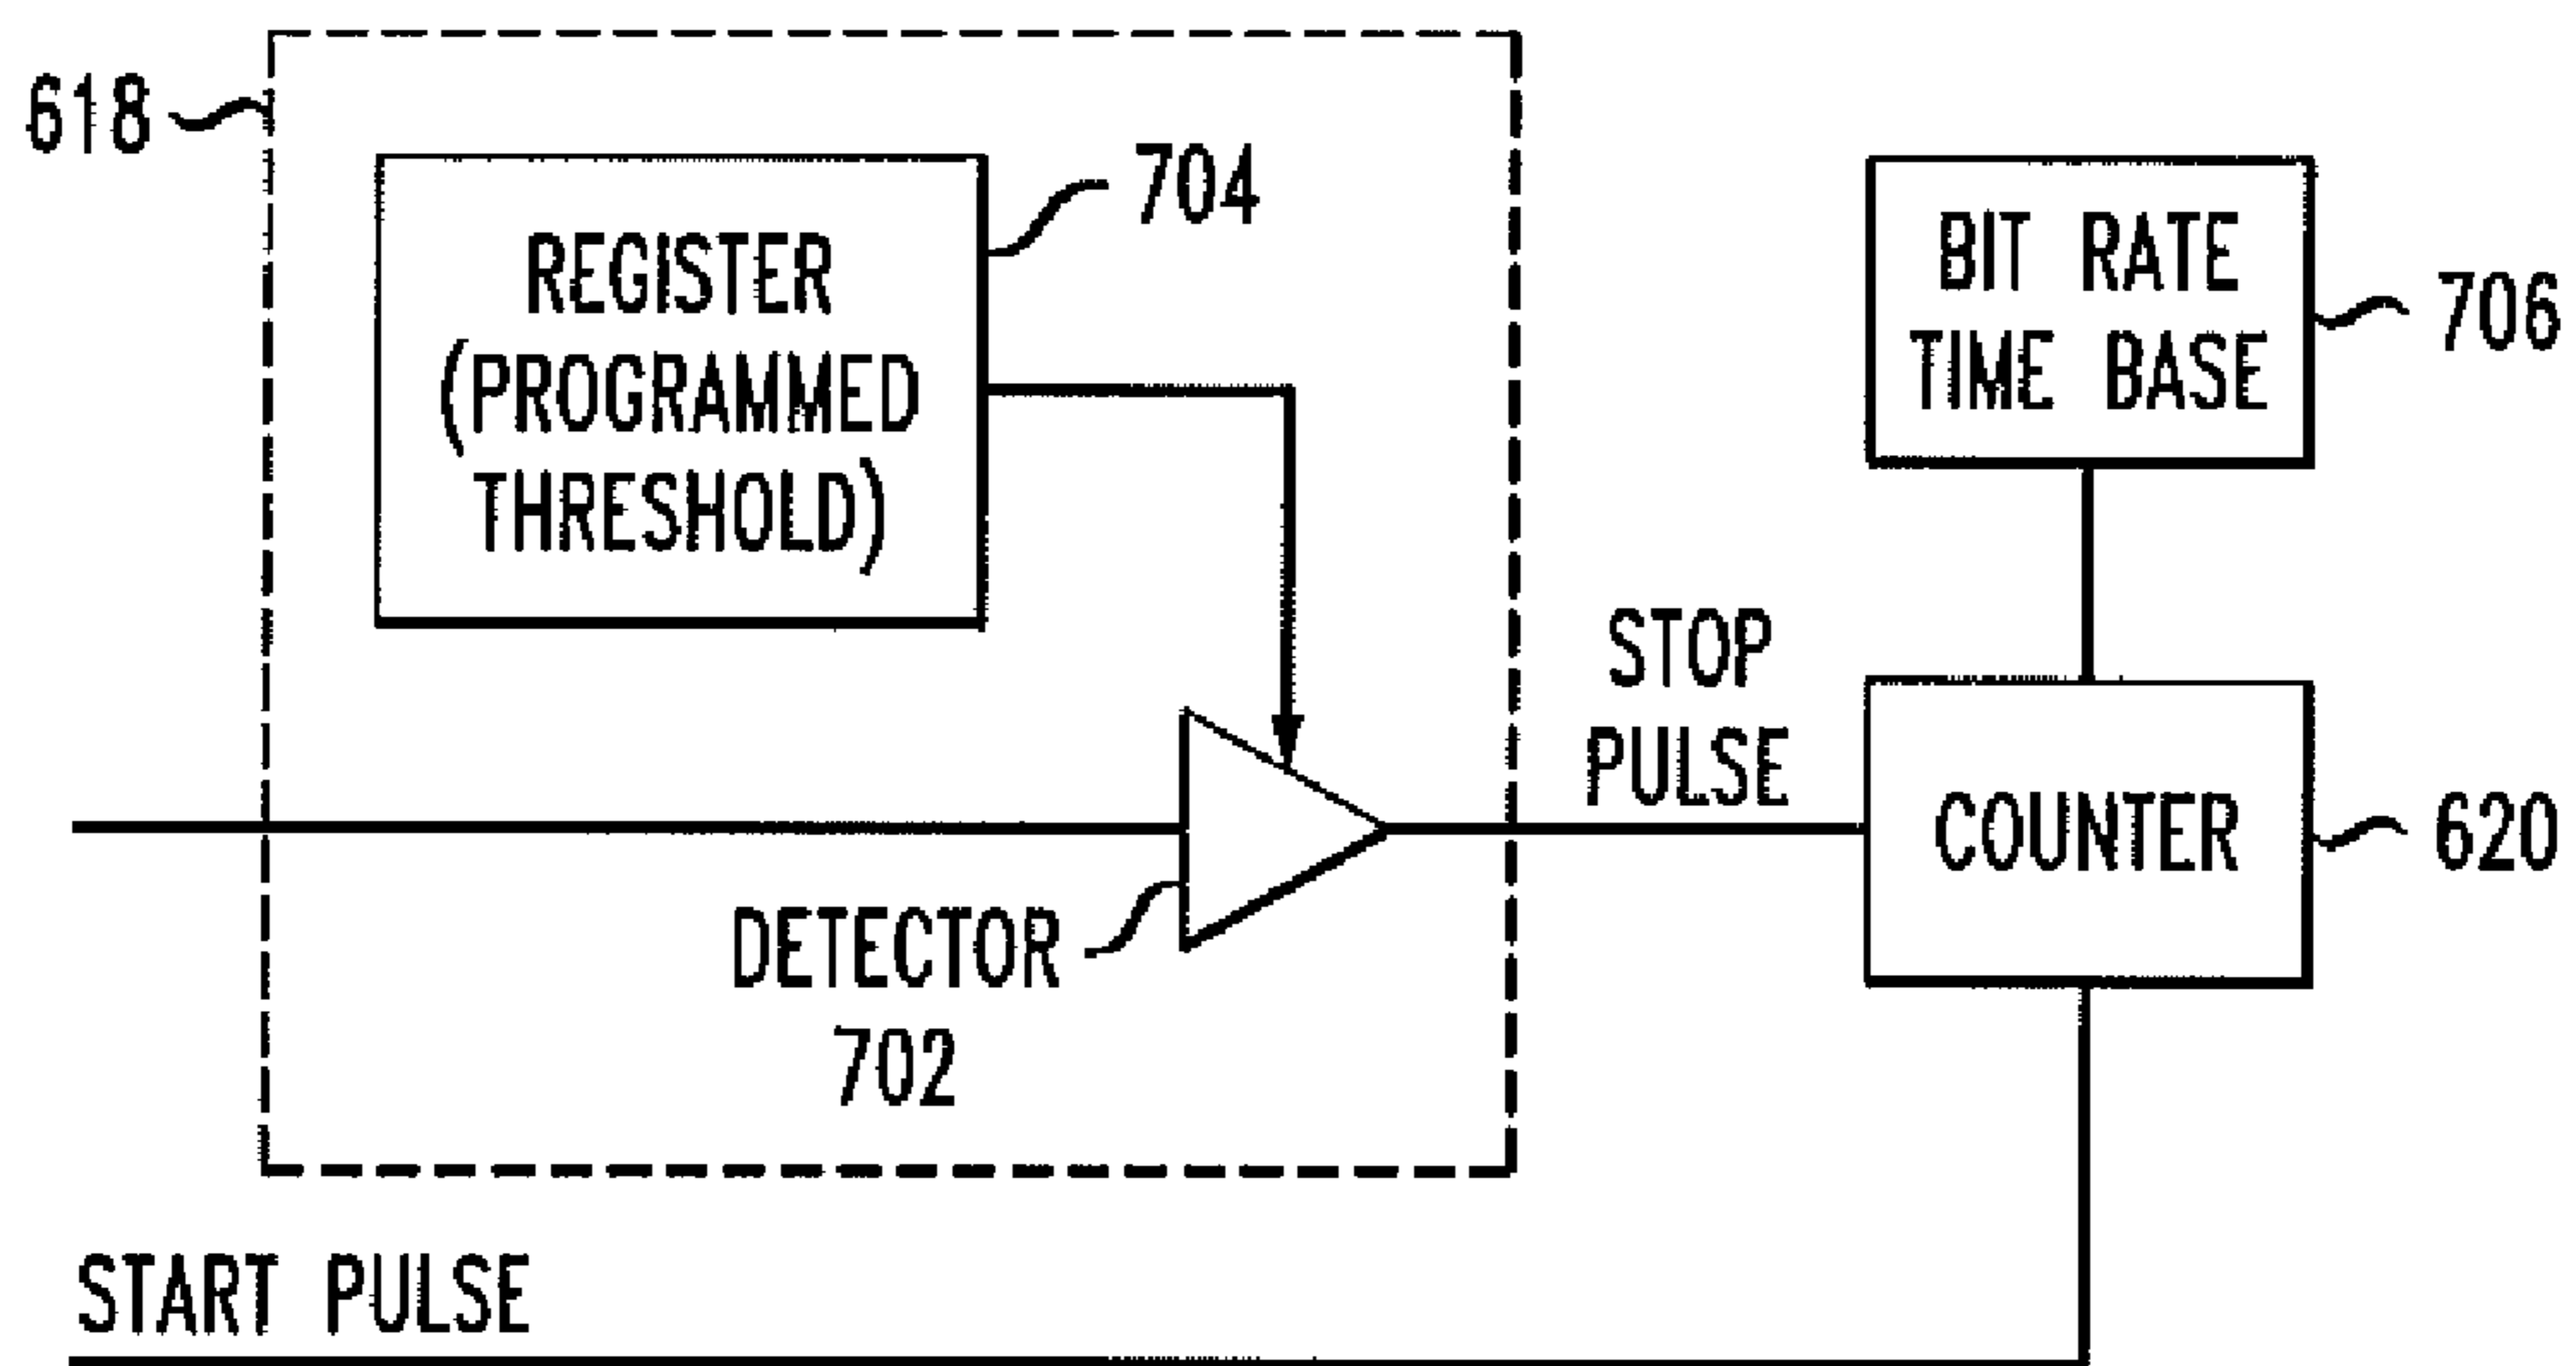 618
704
REGISTER
(PROGRAMMED
THRESHOLD)
BIT RATE
TIME BASE
706
STOP
PULSE
COUNTER
620
DETECTOR
702
START PULSE